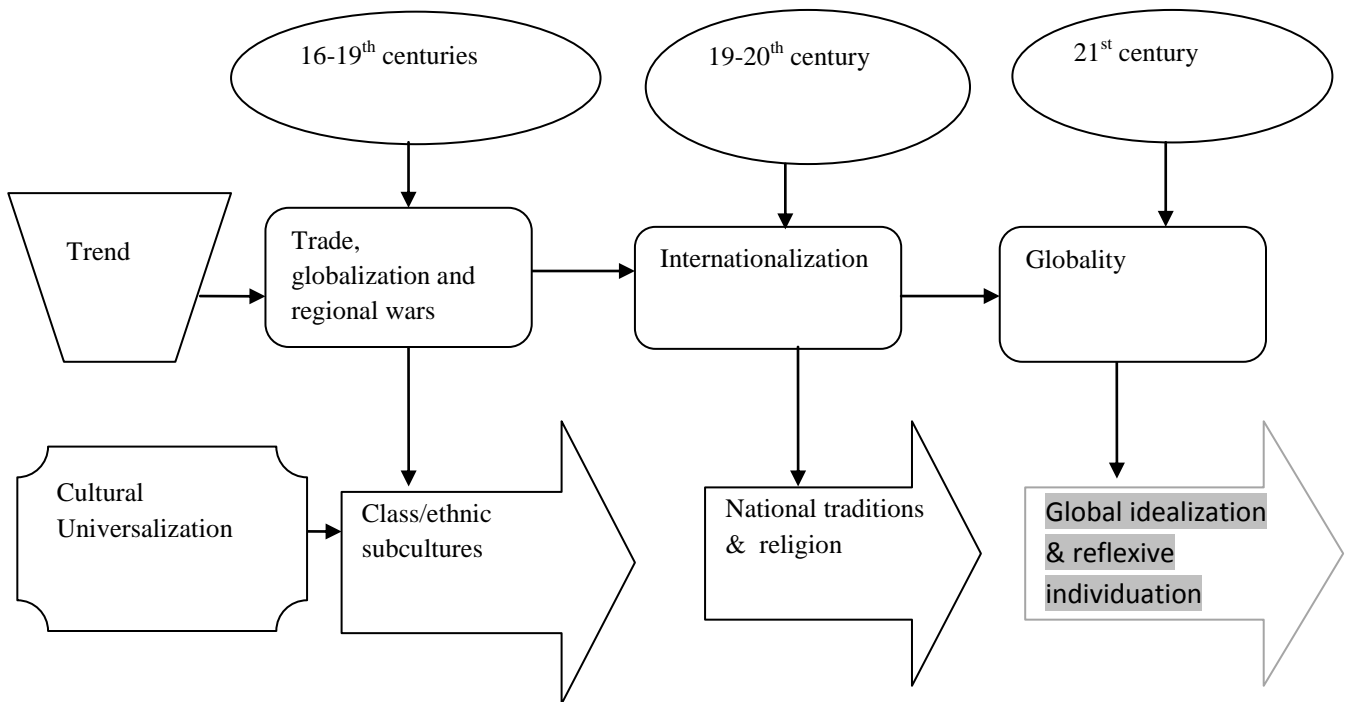 16-19th centuries
19-20th century
21st century
Trend
Trade,
globalization and
regional wars
Internationalization
Globality
Cultural
Universalization
Class/ethnic
subcultures
National traditions
& religion
Global idealization
& reflexive
individuation